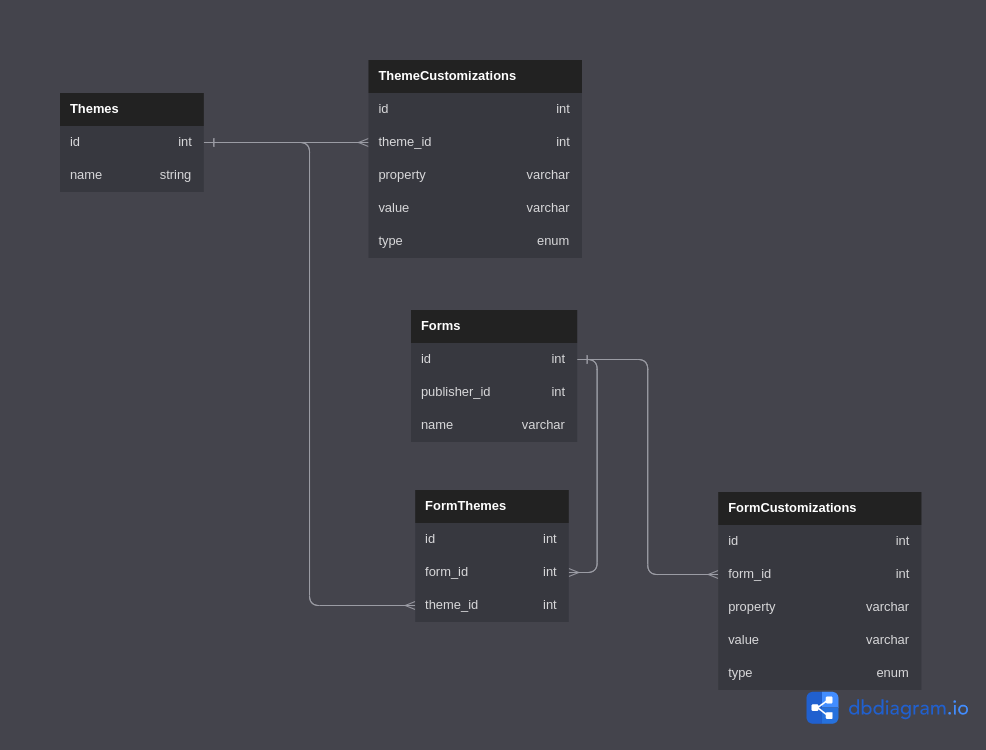 Themes
id int
name string
ThemeCustomizations
id int
theme_id int
property varchar
value varchar
type enum
Forms
id int
publisher_id int
name varchar
FormThemes
id int
form_id int
theme_id int
FormCustomizations
id int
form_id int
property varchar
value varchar
type enum
dbdiagram.io